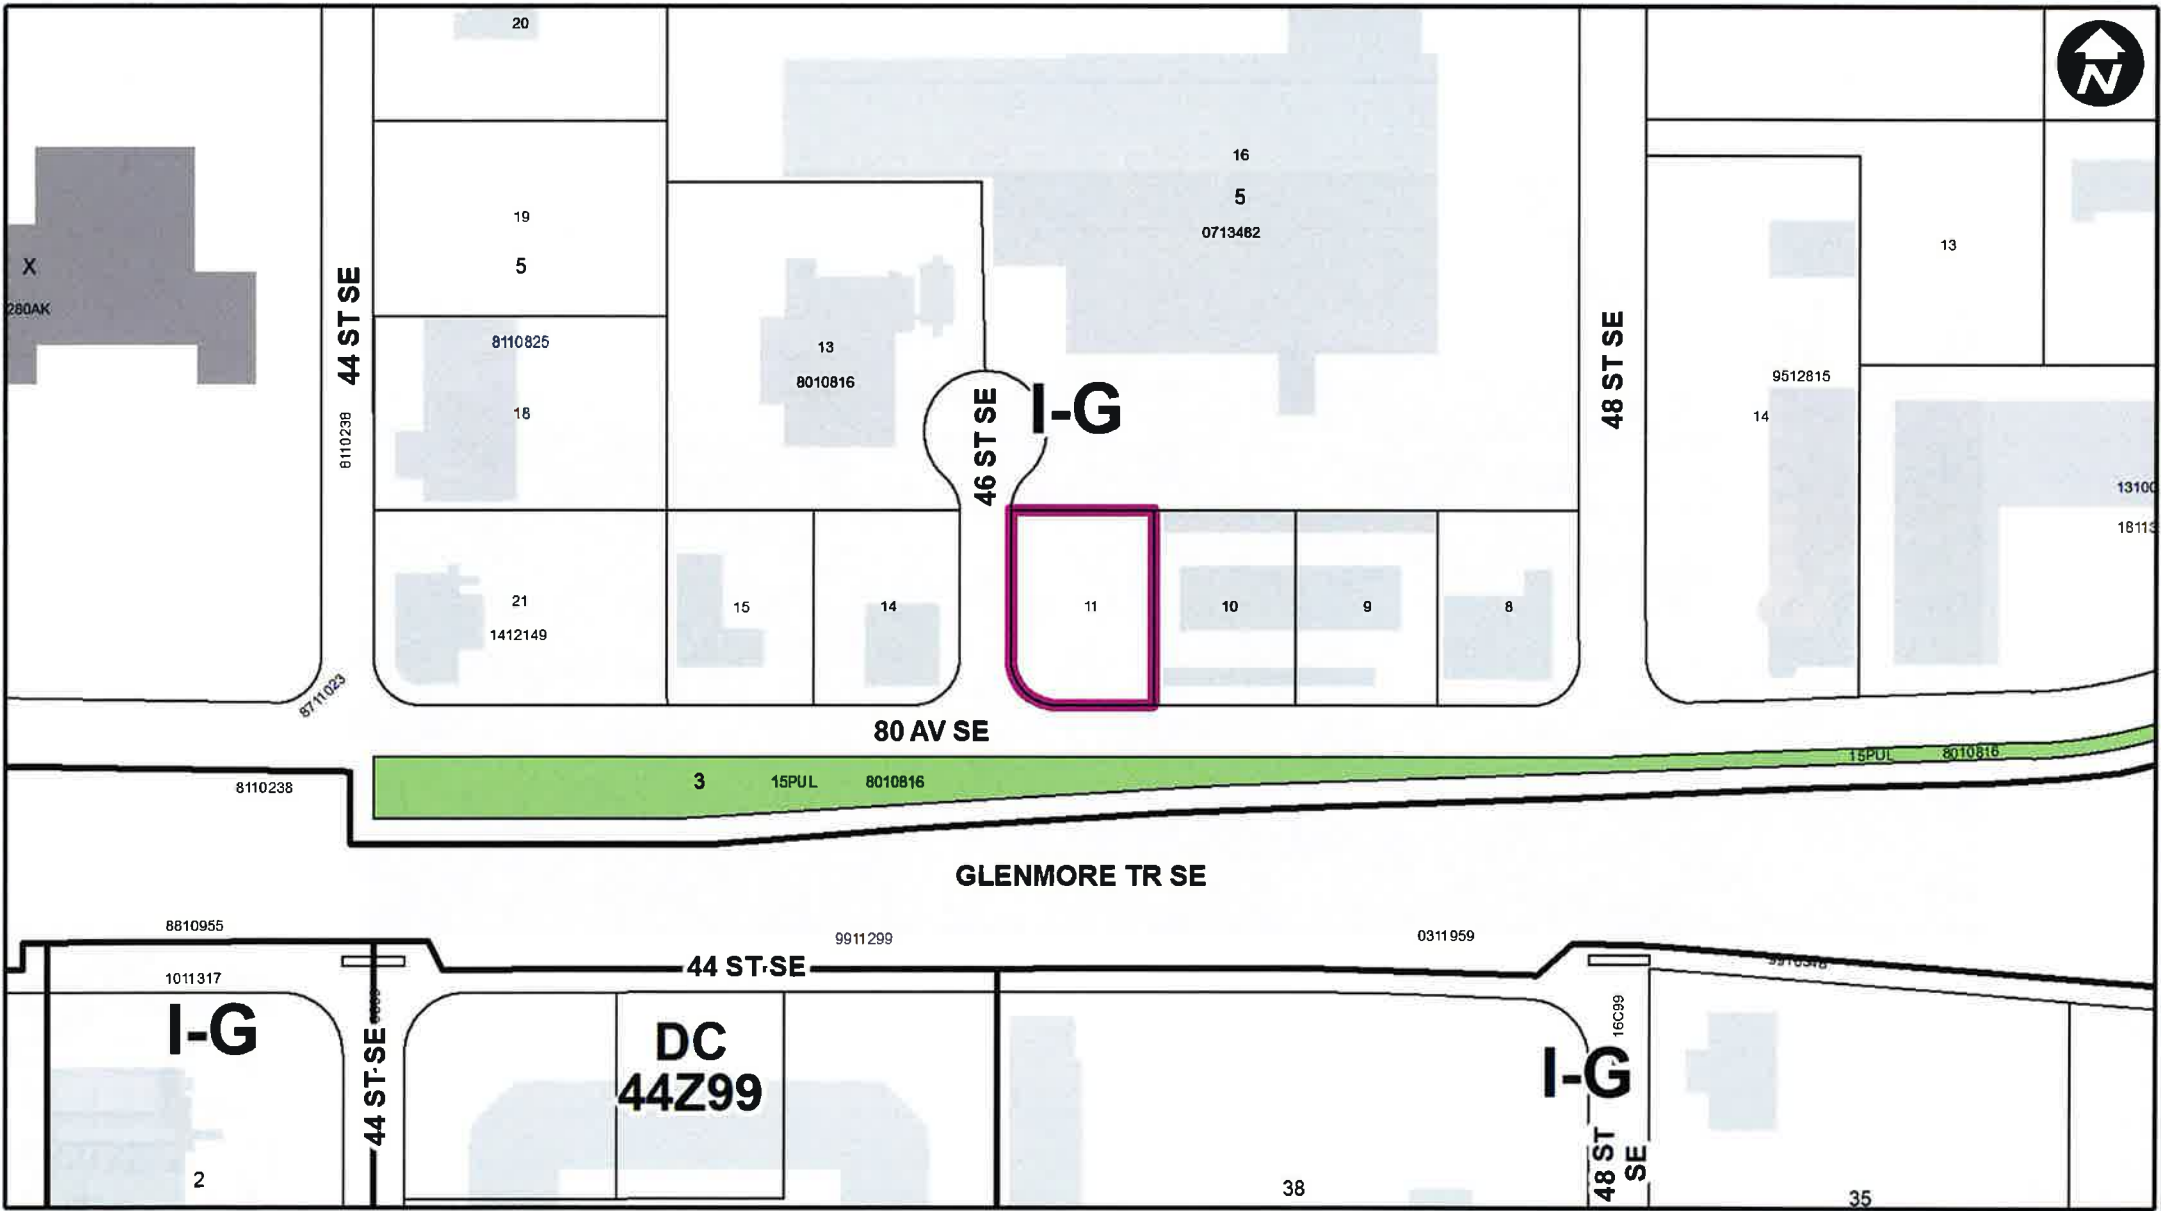 20
N
16
5
0713482
19
5
13
X
280AK
44 ST SE
8110825
13
8010816
18
8110238
46 ST SE
I-G
48 ST SE
9512815
14
13100
18113
21
1412149
15
14
11
10
9
8
8711023
80 AV SE
8110238
3 15PUL 8010816
15PUL 8010816
GLENMORE TR SE
8810955
9911299
0311959
1011317
44 ST SE
I-G
44 ST SE
DC
44Z99
16C99
I-G
48 ST
SE
2
38
35